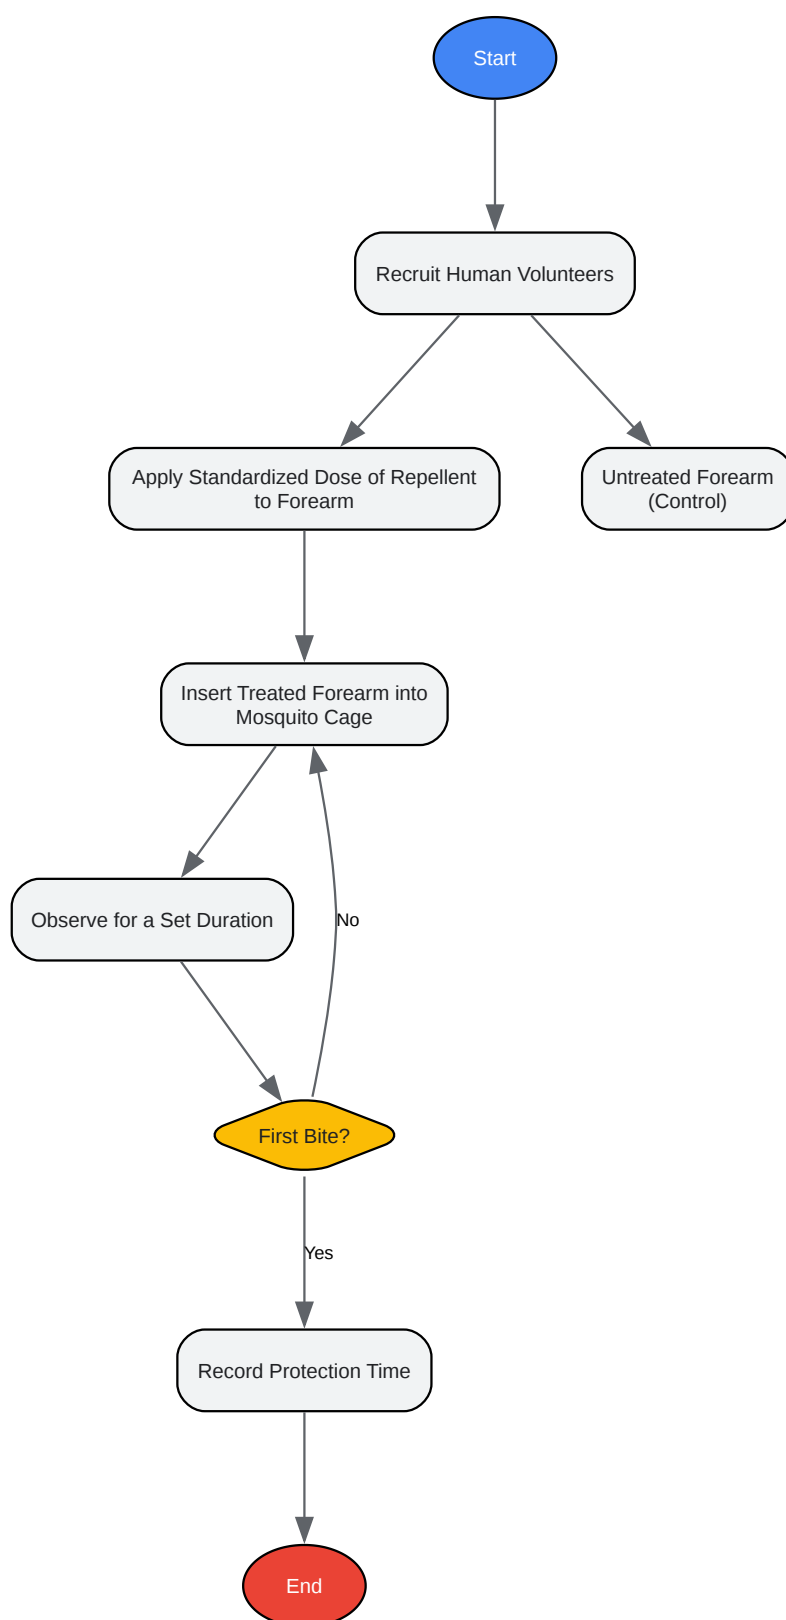 Start
Recruit Human Volunteers
Apply Standardized Dose of Repellent
to Forearm
Untreated Forearm
(Control)
Insert Treated Forearm into
Mosquito Cage
Observe for a Set Duration
No
First Bite?
Yes
Record Protection Time
End